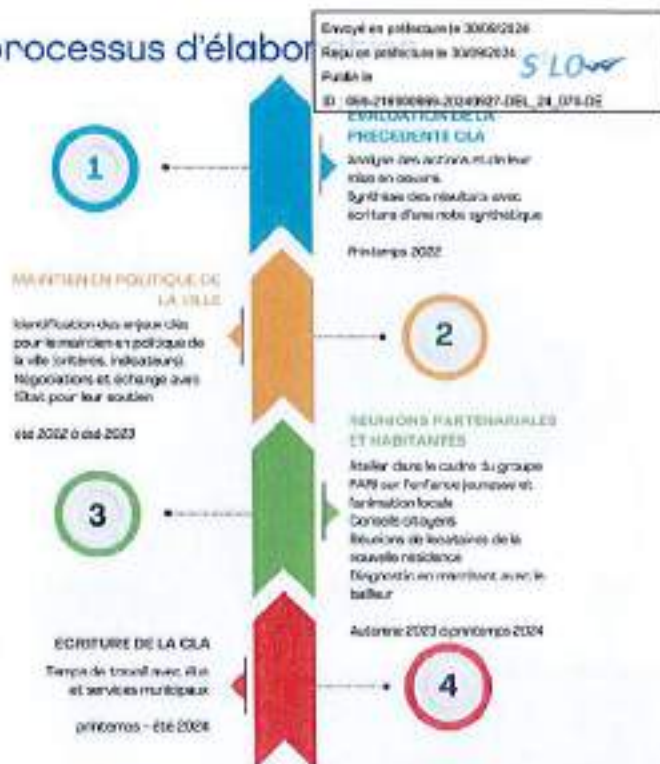 processus d'élabor
Envoyé en préfecture le 30/09/2024
Reçu en préfecture le 30/09/2024
Publié le
S LOW
ID : 069-216900969-20240927-DEL_24_070-DE
1
EVALUATION DE LA
PRECEDENTE CLA
Analyse des actions et de leur
mise en oeuvre.
Synthèse des résultats avec
écriture d'une note synthétique
Printemps 2022
MAINTIEN EN POLITIQUE DE
LA VILLE
Identification des enjeux clés
pour le maintien en politique de
la ville (critères, indicateurs)
Négociations et échange avec
l'Etat pour leur soutien
été 2022 à été 2023
2
REUNIONS PARTENARIALES
ET HABITANTES
Atelier dans le cadre du groupe
sur l'enfance jeunesse et
l'animation locale
Conseils citoyens
Réunions de locataires de la
nouvelle résidence
Diagnostic en marchant avec le
bailleur
Automne 2023 à printemps 2024
3
ECRITURE DE LA CLA
Temps de travail avec élus
et services municipaux
printemps - été 2024
4